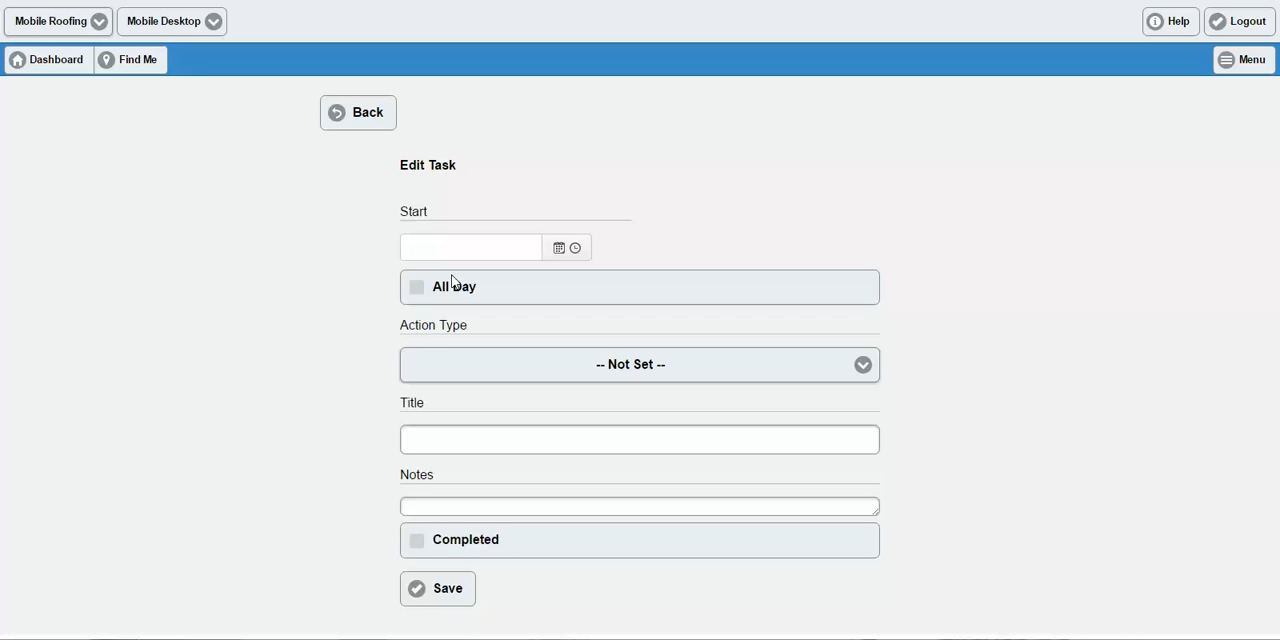 Mobile Roofing Mobile Desktop Help Logout
Dashboard Find Me Menu
Back
Edit Task
Start
All Day
Action Type
-- Not Set --
Title
Notes
Completed
Save